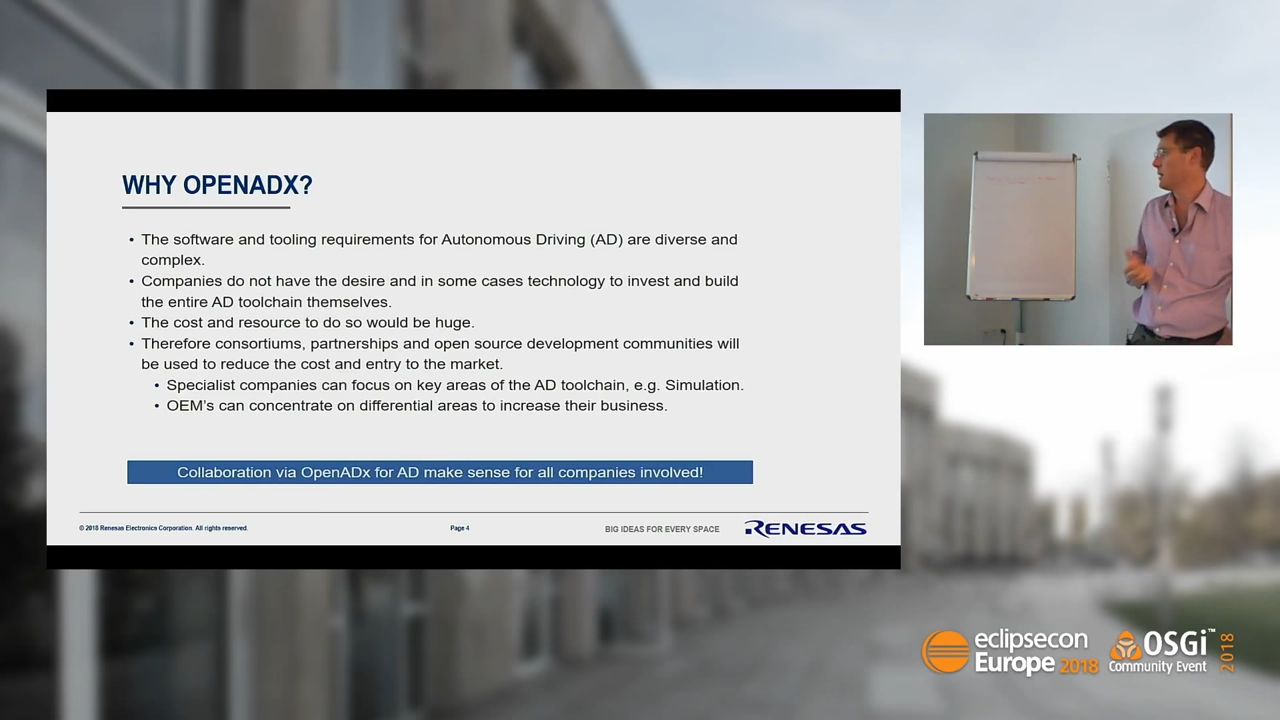 WHY OPENADX?
• The software and tooling requirements for Autonomous Driving (AD) are diverse and
complex.
• Companies do not have the desire and in some cases technology to invest and build
the entire AD toolchain themselves.
• The cost and resource to do so would be huge.
• Therefore consortiums, partnerships and open source development communities will
be used to reduce the cost and entry to the market.
• Specialist companies can focus on key areas of the AD toolchain, e.g. Simulation.
• OEM's can concentrate on differential areas to increase their business.
Collaboration via OpenADx for AD make sense for all companies involved!
© 2018 Renesas Electronics Corporation. All rights reserved.
Page 4
BIG IDEAS FOR EVERY SPACE
RENESAS
eclipsecon
Europe 2018
OSGi™
Community Event
2018